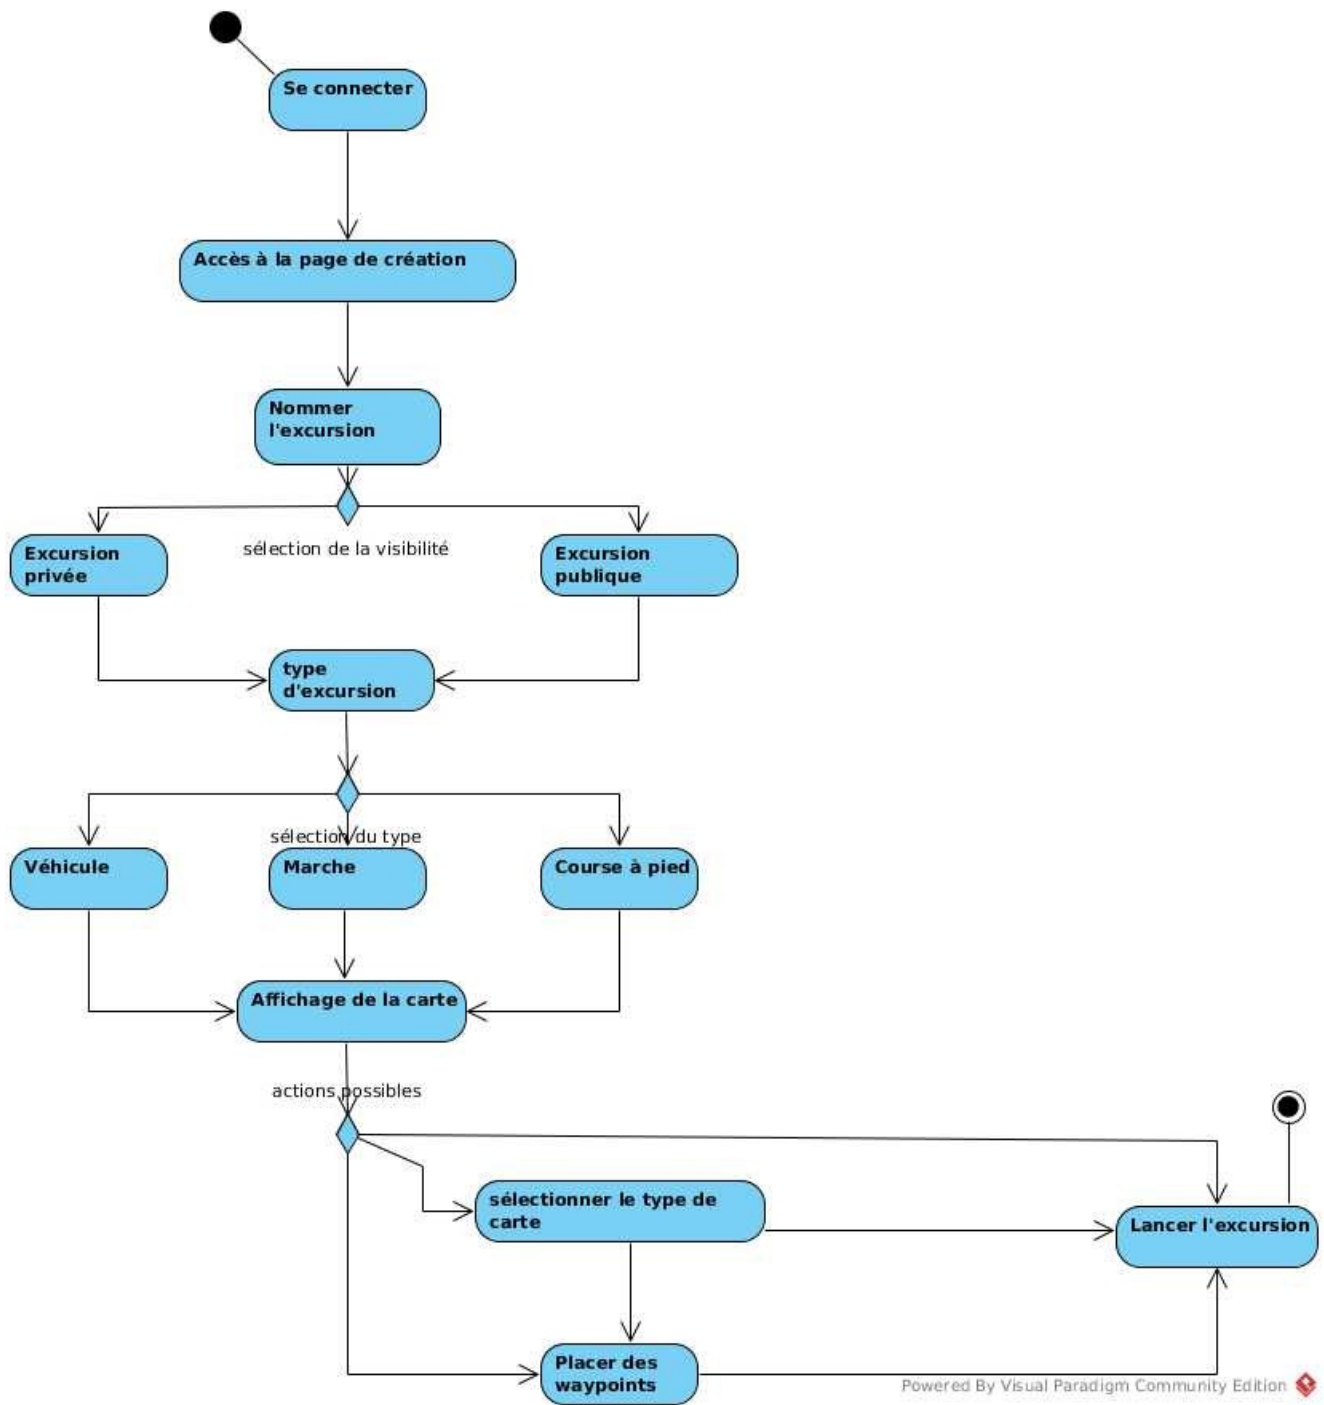 Se connecter
Accès à la page de création
Nommer
l'excursion
sélection de la visibilité
Excursion
privée
Excursion
publique
type
d'excursion
sélection du type
Véhicule
Marche
Course à pied
Affichage de la carte
actions possibles
sélectionner le type de
carte
Lancer l'excursion
Placer des
waypoints
Powered By Visual Paradigm Community Edition